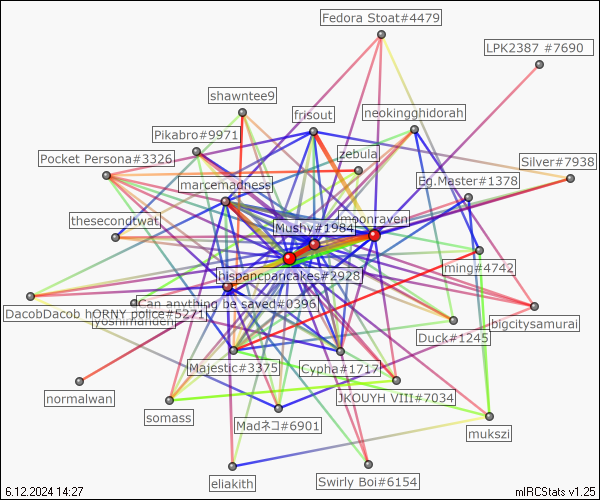 Fedora Stoat#4479
LPK2387 #7690
shawntee9
frisout
neokingghidorah
Pikabro#9971
Pocket Persona#3326
zebula
Silver#7938
marcemadness
Eg.Master#1378
thesecondtwat
Mushy#1984
moonraven
ming#4742
hispancpancakes#2928
Can anything be saved#0396
DacobDacob hORNY police#5271
bigcitysamurai
Duck#1245
Majestic#3375
Cypha#1717
normalwan
JKOUYH VIII#7034
somass
Madネコ#6901
mukszi
eliakith
Swirly Boi#6154
6.12.2024 14:27
mIRCStats v1.25